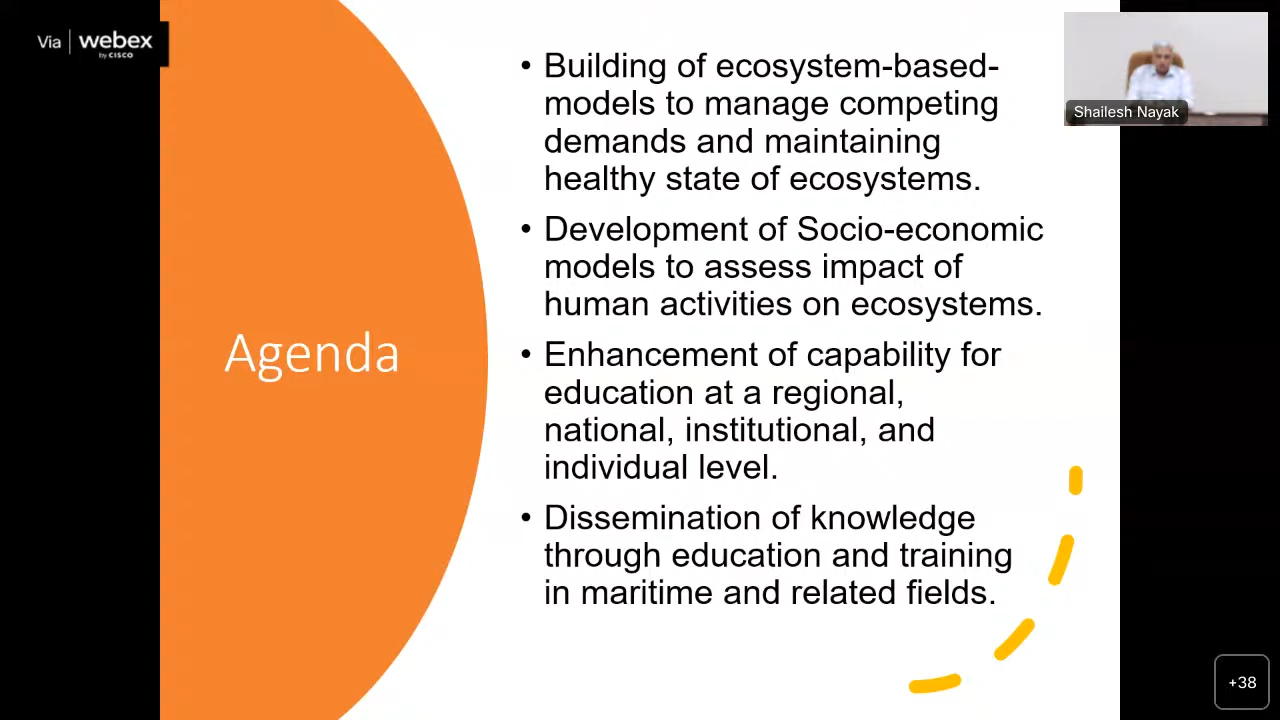 Via webex
by CISCO
Shailesh Nayak
Agenda
• Building of ecosystem-based-
models to manage competing
demands and maintaining
healthy state of ecosystems.
• Development of Socio-economic
models to assess impact of
human activities on ecosystems.
• Enhancement of capability for
education at a regional,
national, institutional, and
individual level.
• Dissemination of knowledge
through education and training
in maritime and related fields.
+38